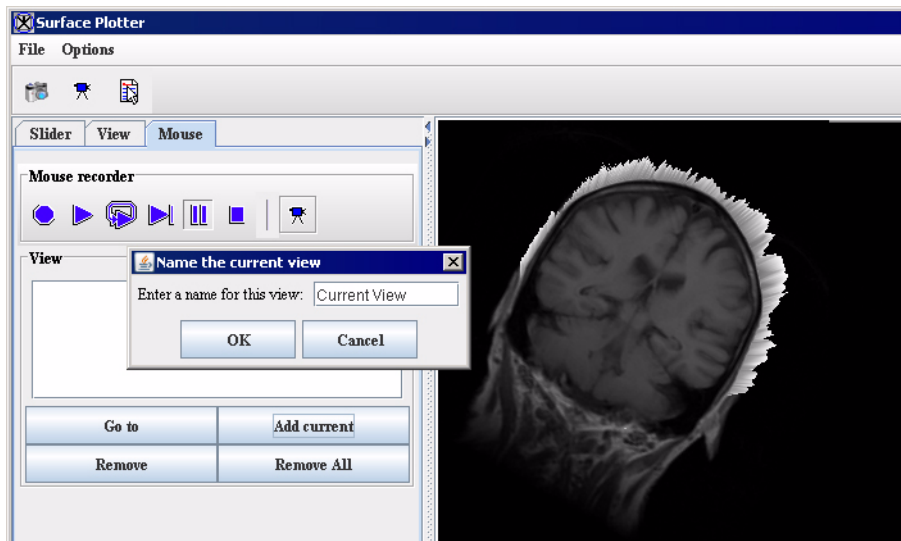 Surface Plotter
File Options
Slider View Mouse
Mouse recorder
View
Name the current view
Enter a name for this view: Current View
OK Cancel
Go to Add current
Remove Remove All